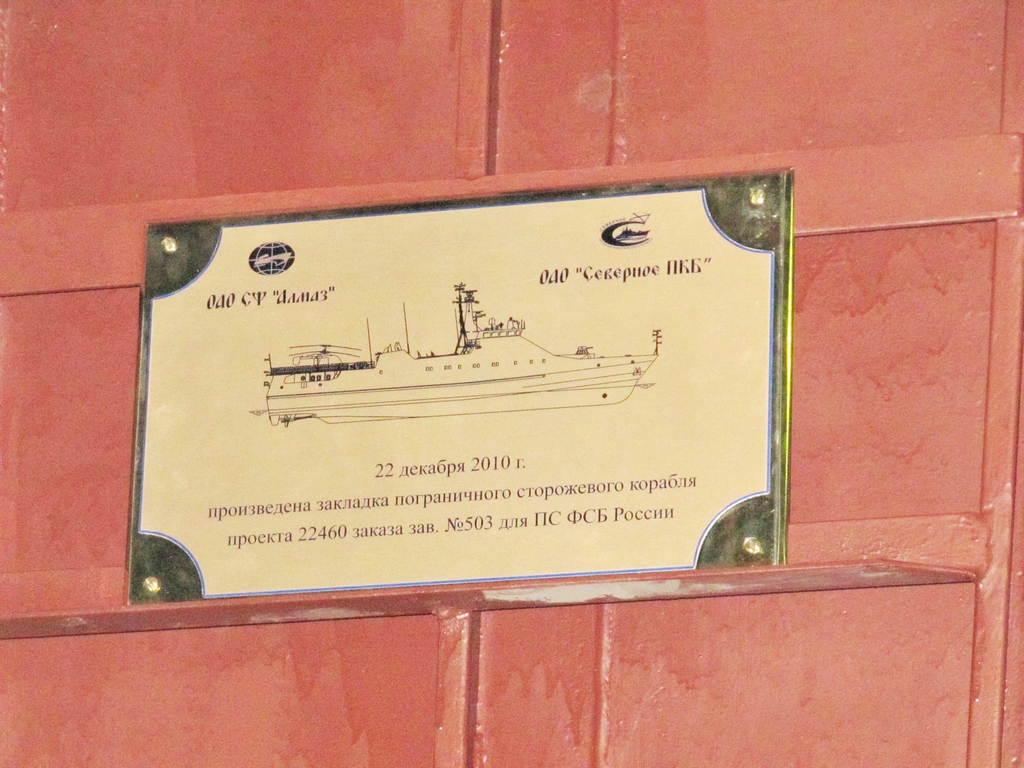 ОАО СФ "Алмаз"
ОАО "Северное ПКБ"
22 декабря 2010 г.
произведена закладка пограничного сторожевого корабля
проекта 22460 заказа зав. №503 для ПС ФСБ России